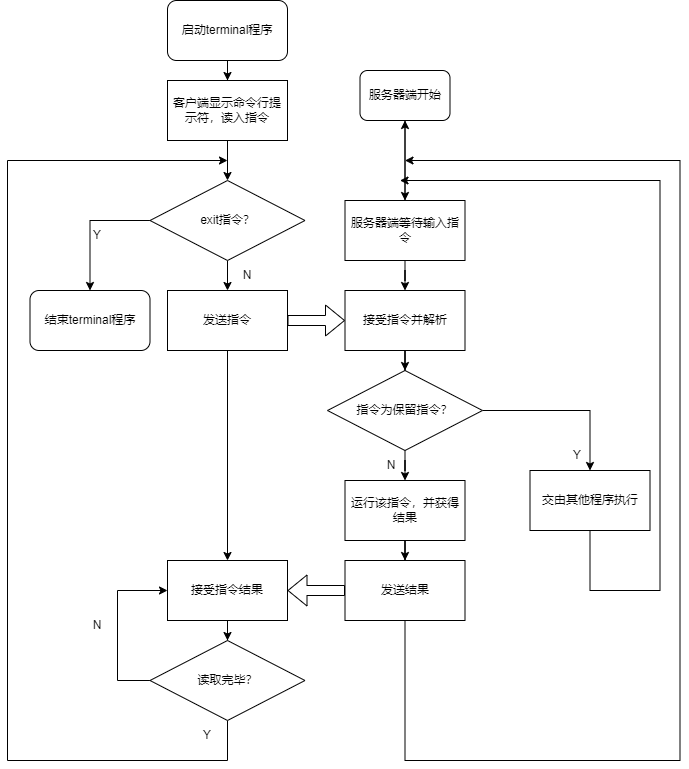 启动terminal程序
客户端显示命令行提
示符，读入指令
服务器端开始
exit指令？
Y
N
服务器端等待输入指
令
结束terminal程序
发送指令
接受指令并解析
指令为保留指令？
N
Y
运行该指令，并获得
结果
交由其他程序执行
接受指令结果
发送结果
N
读取完毕？
Y